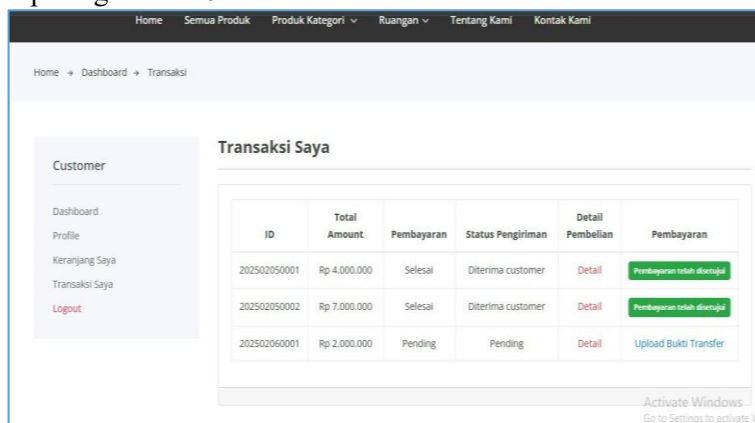 Home Semua Produk Produk Kategori Ruangan Tentang Kami Kontak Kami
Home → Dashboard → Transaksi
Customer
Dashboard
Profile
Keranjang Saya
Transaksi Saya
Logout
Transaksi Saya
ID Total Amount Pembayaran Status Pengiriman Detail Pembelian Pembayaran
202502050001 Rp 4.000.000 Selesai Diterima customer Detail Pembayaran telah disetujui
202502050002 Rp 7.000.000 Selesai Diterima customer Detail Pembayaran telah disetujui
202502060001 Rp 2.000.000 Pending Pending Detail Upload Bukti Transfer
Activate Windows
Go to Settings to activate